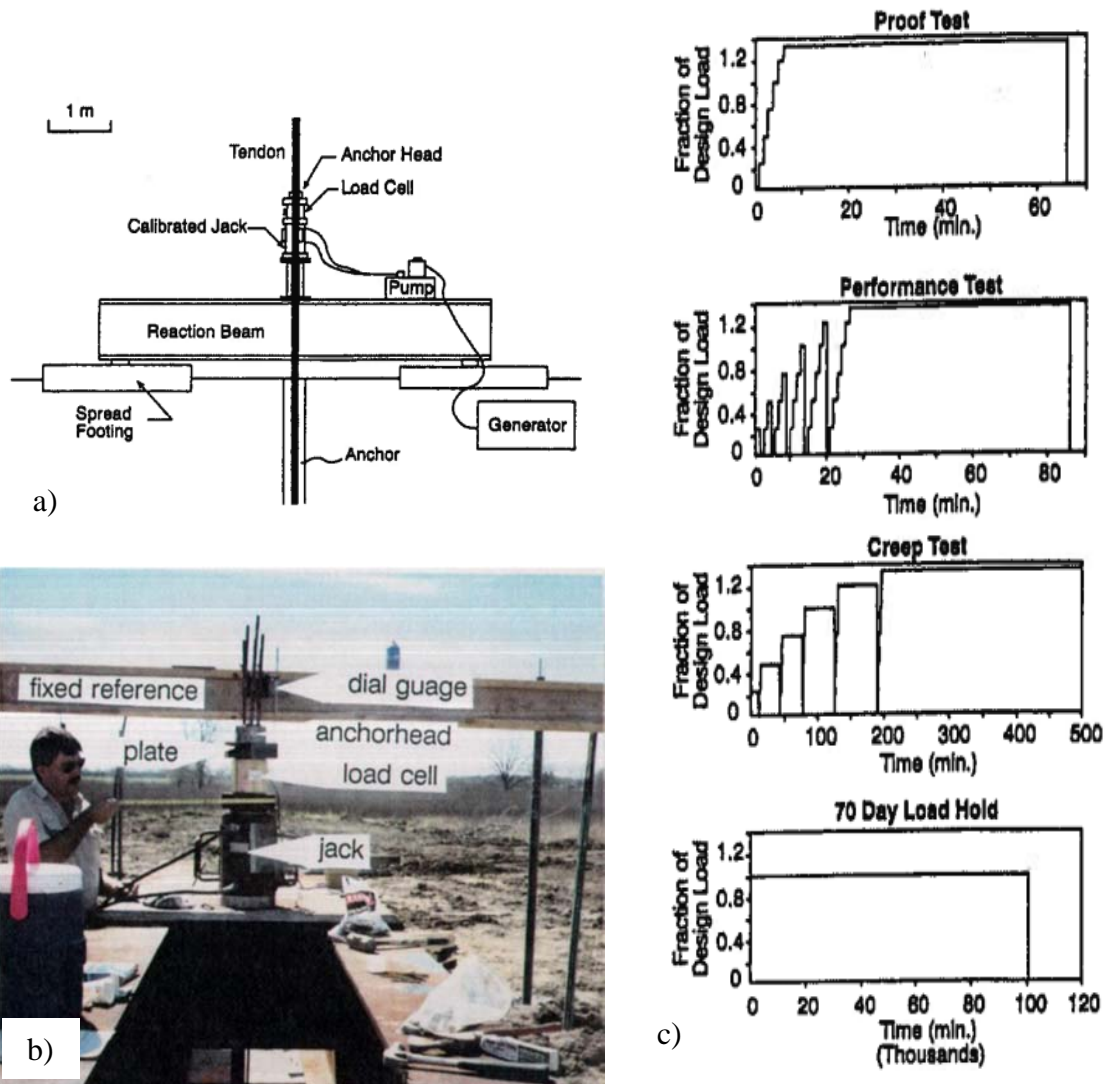 1 m
Tendon
Anchor Head
Load Cell
Calibrated Jack
Pump
Reaction Beam
Spread
Footing
Generator
Anchor
a)
fixed reference
dial guage
anchorhead
plate
load cell
jack
b)
Proof Test
Fraction of
Design Load
1.2
0.8
0.4
0
0 20 40 60
Time (min.)
Performance Test
Fraction of
Design Load
1.2
0.8
0.4
0
0 20 40 60 80
Time (min.)
Creep Test
Fraction of
Design Load
1.2
0.8
0.4
0
0 100 200 300 400 500
Time (min.)
70 Day Load Hold
Fraction of
Design Load
1.2
0.8
0.4
0
0 20 40 60 80 100 120
Time (min.)
(Thousands)
c)